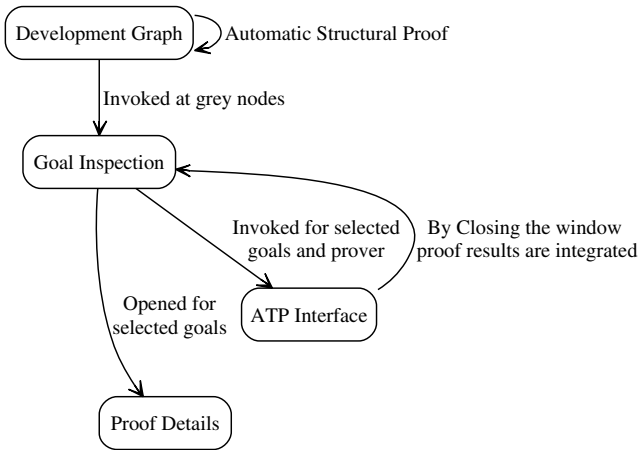 Development Graph
Automatic Structural Proof
Invoked at grey nodes
Goal Inspection
Invoked for selected
goals and prover
By Closing the window
proof results are integrated
Opened for
selected goals
ATP Interface
Proof Details